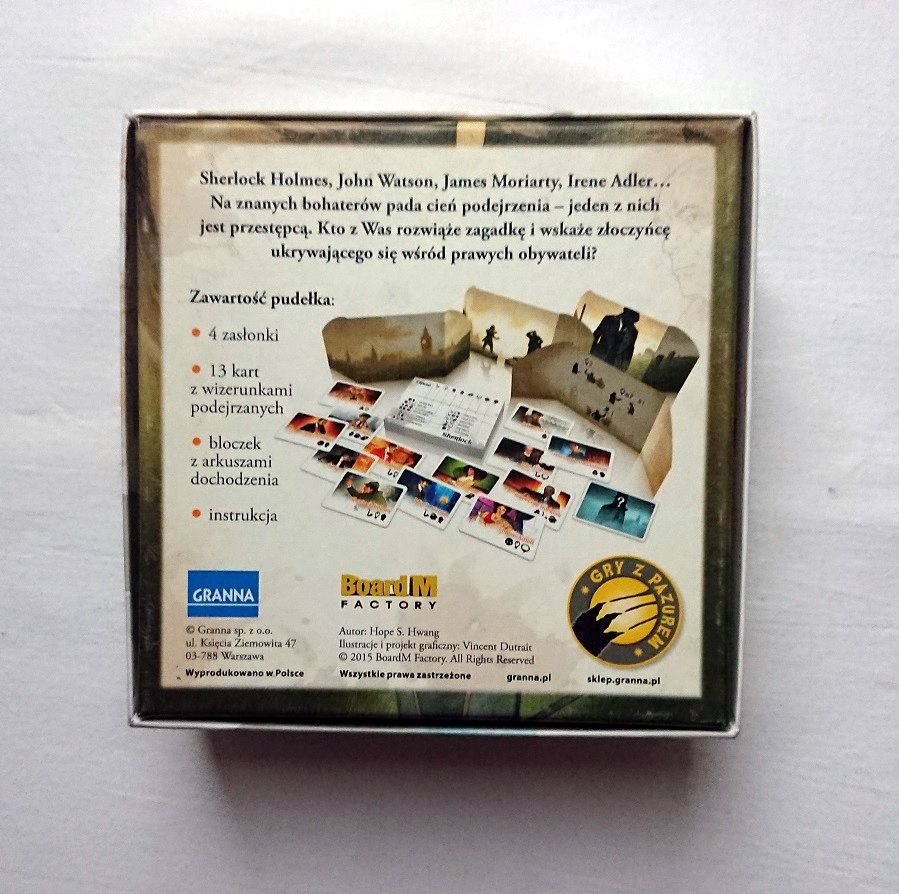 Sherlock Holmes, John Watson, James Moriarty, Irene Adler…
Na znanych bohaterów pada cień podejrzenia – jeden z nich
jest przestępcą. Kto z Was rozwiąże zagadkę i wskaże złoczyńcę
ukrywającego się wśród prawych obywateli?
Zawartość pudełka:
• 4 zasłonki
• 13 kart
z wizerunkami
podejrzanych
• bloczek
z arkuszami
dochodzenia
• instrukcja
Sherlock
GRANNA
© Granna sp. z o.o.
ul. Księcia Ziemowita 47
03-788 Warszawa
Wyprodukowano w Polsce
Board M
FACTORY
Autor: Hope S. Hwang
Ilustracje i projekt graficzny: Vincent Dutrait
© 2015 BoardM Factory. All Rights Reserved
Wszystkie prawa zastrzeżone
granna.pl
GRY Z PAZUREM
sklep.granna.pl